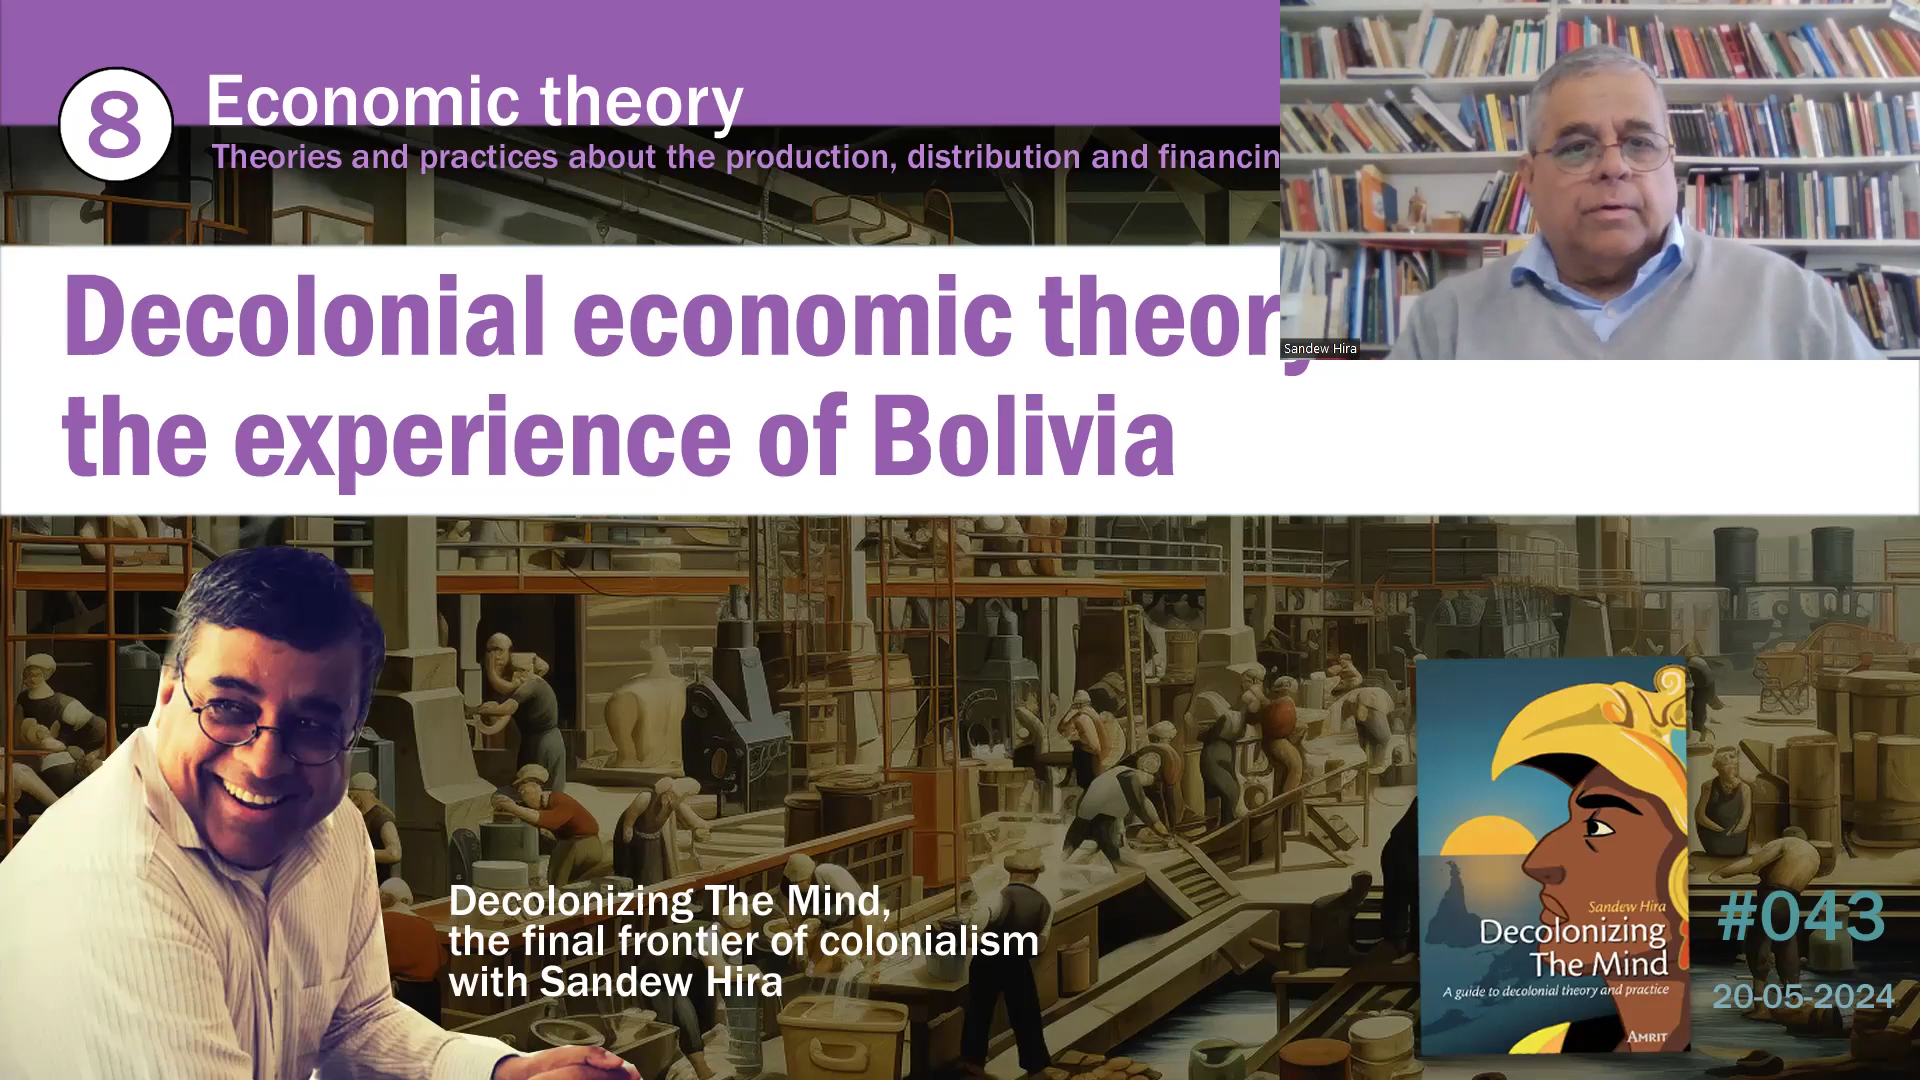 8
Economic theory
Theories and practices about the production, distribution and financin
Decolonial economic theory
the experience of Bolivia
Sandew Hira
Decolonizing The Mind,
the final frontier of colonialism
with Sandew Hira
Sandew Hira
Decolonizing
The Mind
A guide to decolonial theory and practice
AMRIT
#043
20-05-2024